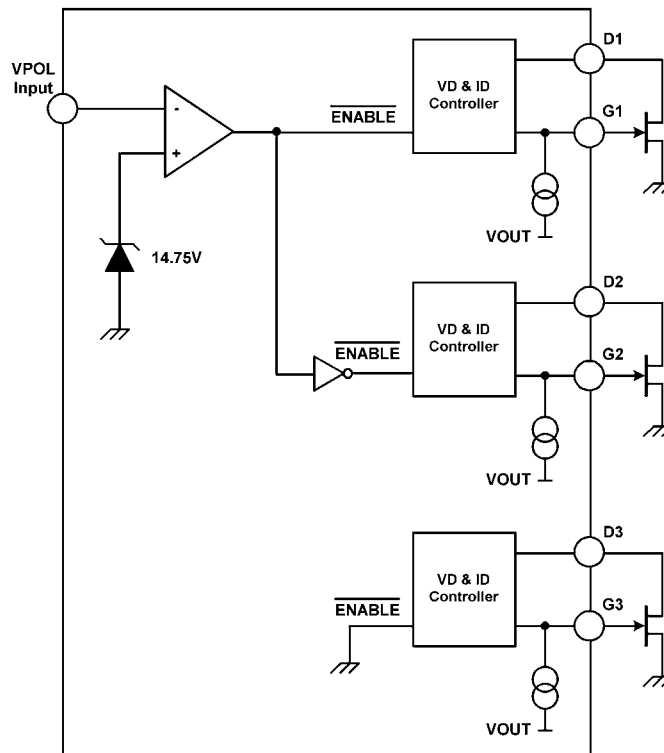 D1
VPOL
Input
VD & ID
Controller
-
ENABLE
G1
+
14.75V
VOUT
D2
VD & ID
Controller
ENABLE
G2
VOUT
D3
VD & ID
Controller
ENABLE
G3
VOUT